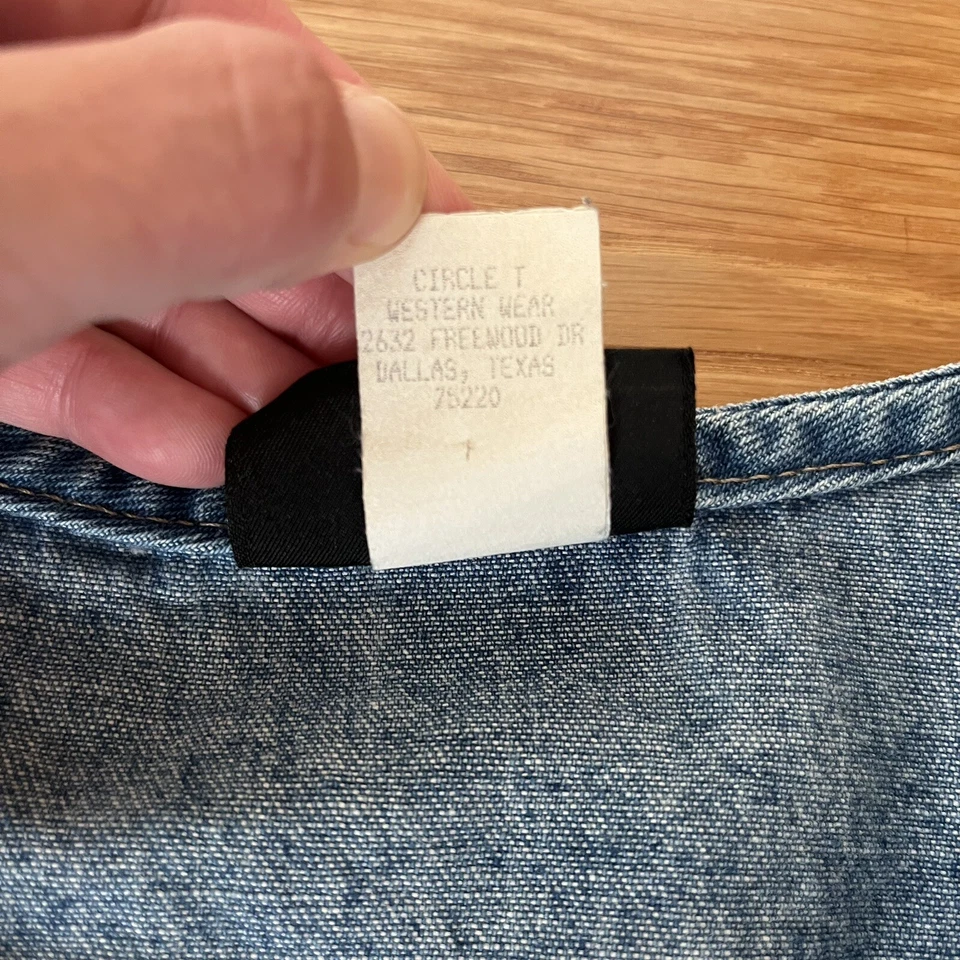 CIRCLE T
WESTERN WEAR
2632 FREEWOOD DR
DALLAS, TEXAS
75220